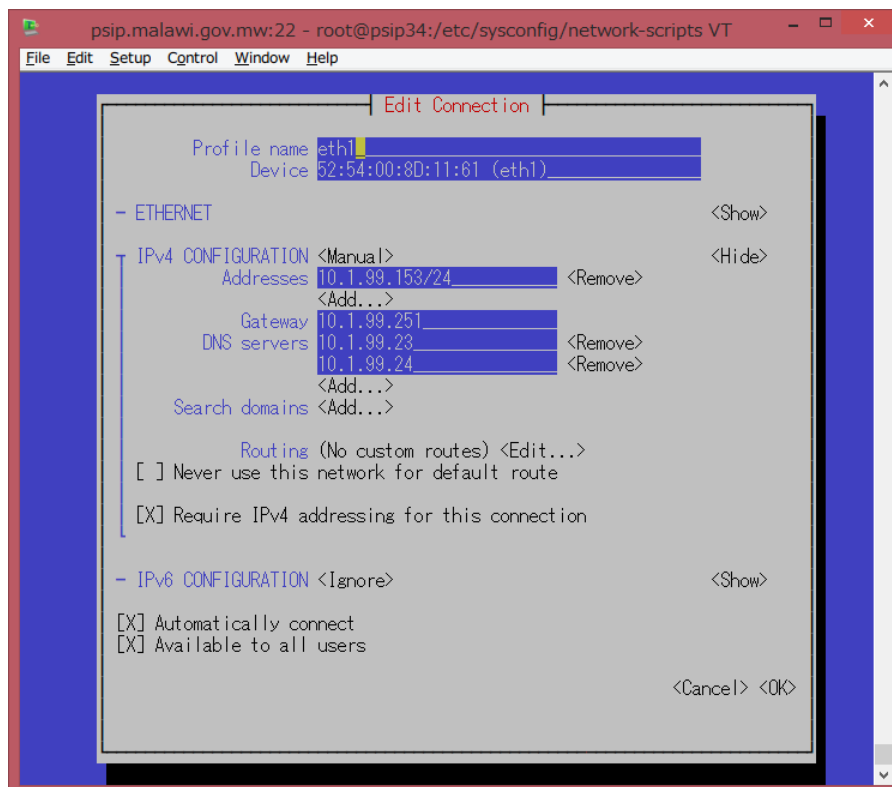 psip.malawi.gov.mw:22 - root@psip34:/etc/sysconfig/network-scripts VT
File Edit Setup Control Window Help
Edit Connection
Profile name eth1
Device 52:54:00:8D:11:61 (eth1)
- ETHERNET <Show>
IPv4 CONFIGURATION <Manual> <Hide>
Addresses 10.1.99.153/24 <Remove>
<Add...>
Gateway 10.1.99.251
DNS servers 10.1.99.23 <Remove>
10.1.99.24 <Remove>
<Add...>
Search domains <Add...>
Routing (No custom routes) <Edit...>
[ ] Never use this network for default route
[X] Require IPv4 addressing for this connection
- IPv6 CONFIGURATION <Ignore> <Show>
[X] Automatically connect
[X] Available to all users
<Cancel> <OK>